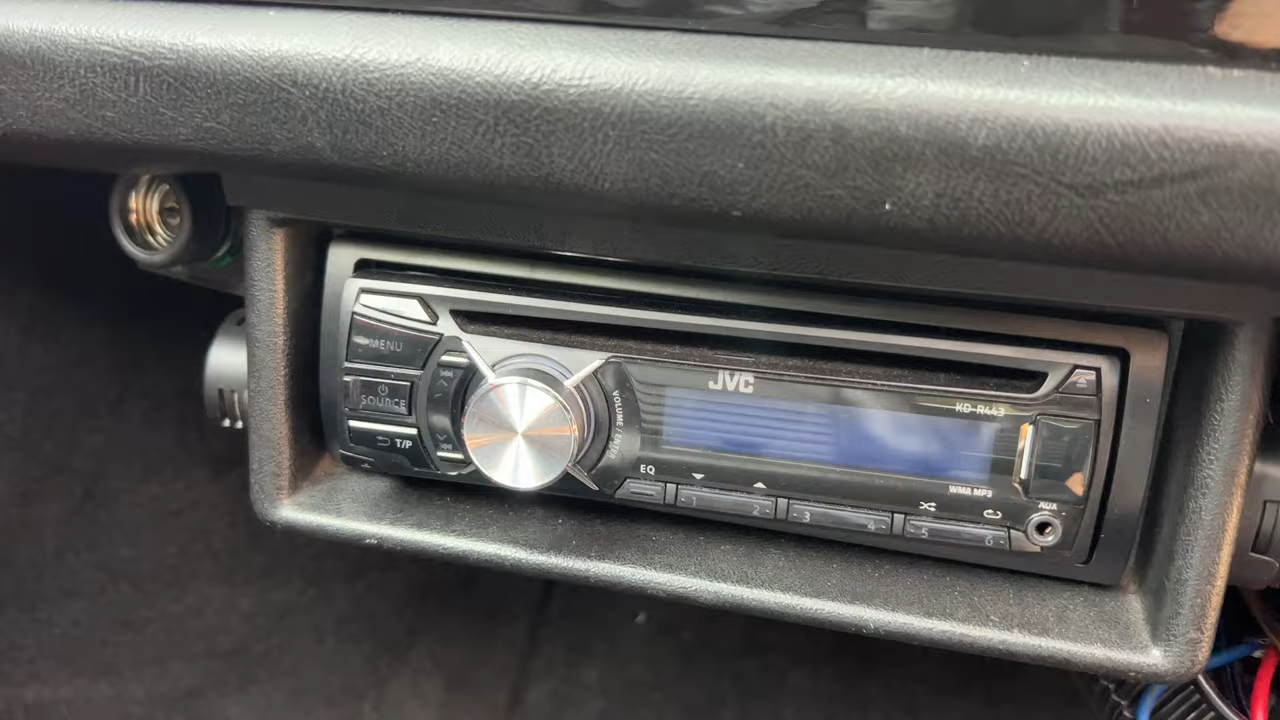 MENU
SOURCE
T/P
VOLUME / ENTER
JVC
KD-R443
EQ
WMA MP3
AUX
1 2
3 4
5 6